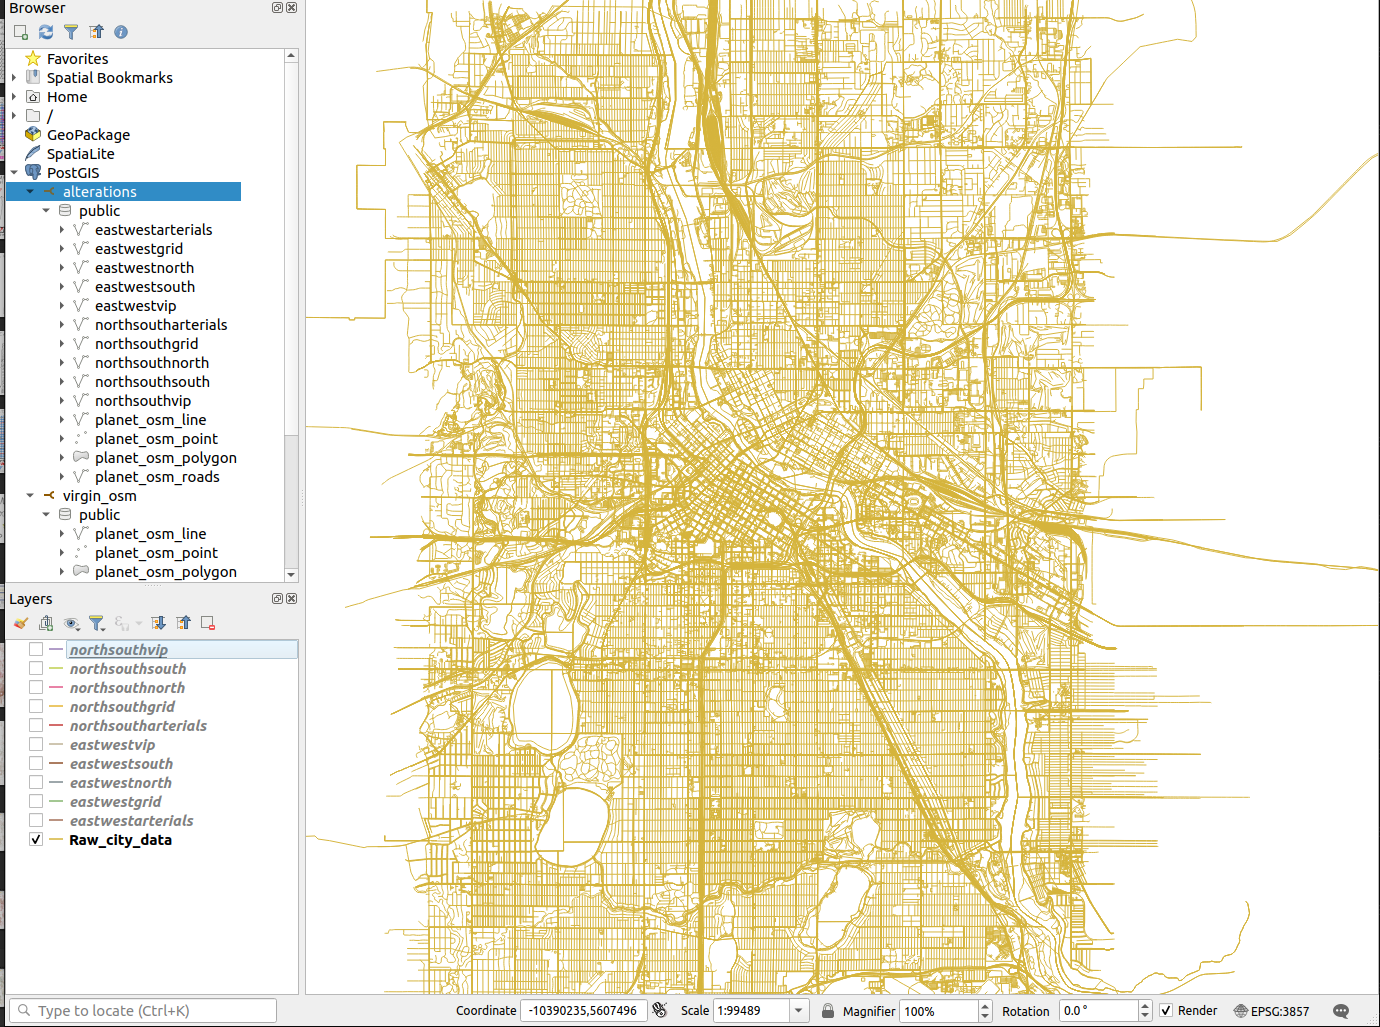 Browser
Favorites
Spatial Bookmarks
Home
/
GeoPackage
SpatiaLite
PostGIS
alterations
public
eastwestarterials
eastwestgrid
eastwestnorth
eastwestsouth
eastwestvip
northsoutharterials
northsouthgrid
northsouthnorth
northsouthsouth
northsouthvip
planet_osm_line
planet_osm_point
planet_osm_polygon
planet_osm_roads
virgin_osm
public
planet_osm_line
planet_osm_point
planet_osm_polygon
Layers
northsouthvip
northsouthsouth
northsouthnorth
northsouthgrid
northsoutharterials
eastwestvip
eastwestsouth
eastwestnorth
eastwestgrid
eastwestarterials
Raw_city_data
Type to locate (Ctrl+K) Coordinate -10390235,5607496 Scale 1:99489 Magnifier 100% Rotation 0.0 ° Render EPSG:3857